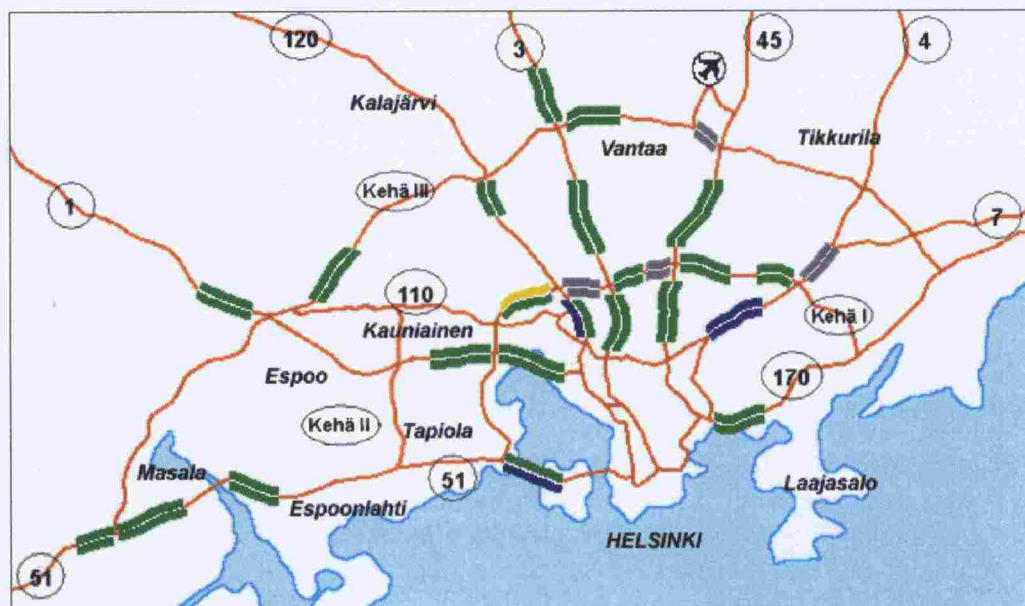 120
3
45
4
Kalajärvi
Vantaa
Tikkurila
Kehä III
1
7
110
Kehä I
Kauniainen
Espoo
170
Kehä II
Tapiola
Masala
51
Laajasalo
Espoonlahti
HELSINKI
51